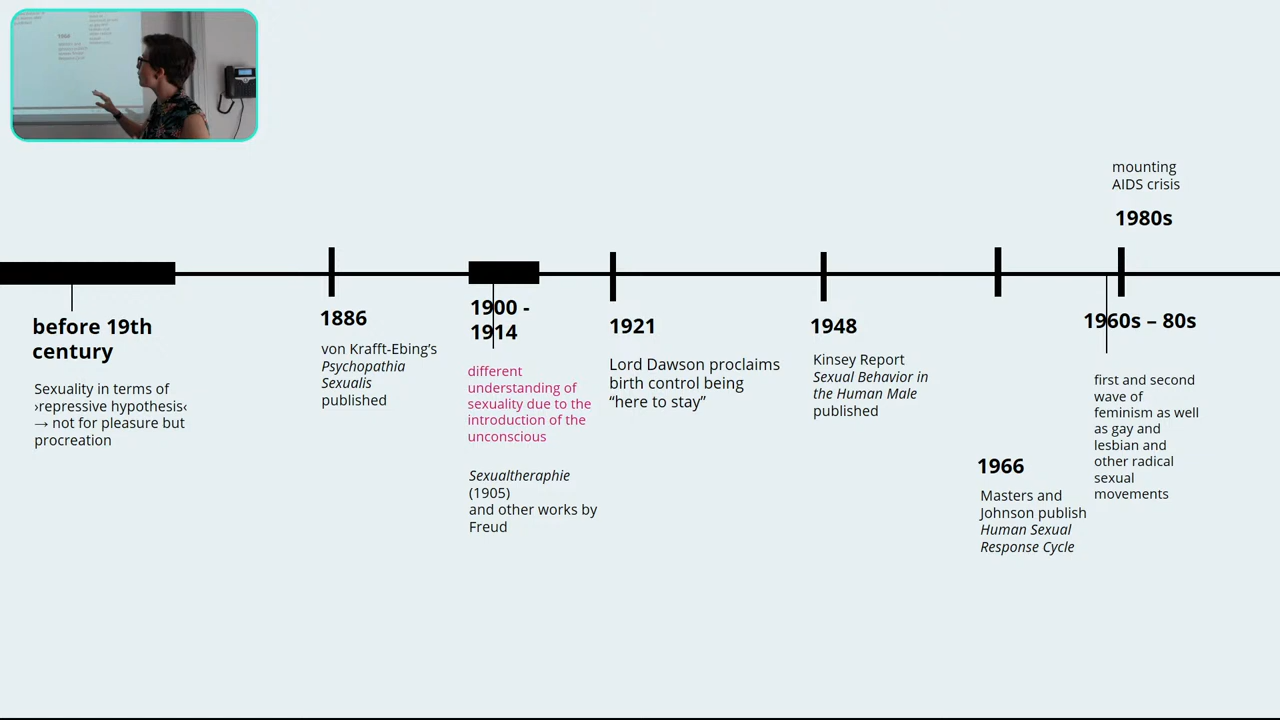 mounting
AIDS crisis
1980s
before 19th
century
Sexuality in terms of
›repressive hypothesis‹
→ not for pleasure but
procreation
1886
von Krafft-Ebing's
Psychopathia
Sexualis
published
1900 -
1914
different
understanding of
sexuality due to the
introduction of the
unconscious
Sexualtheraphie
(1905)
and other works by
Freud
1921
Lord Dawson proclaims
birth control being
“here to stay”
1948
Kinsey Report
Sexual Behavior in
the Human Male
published
1966
Masters and
Johnson publish
Human Sexual
Response Cycle
1960s – 80s
first and second
wave of
feminism as well
as gay and
lesbian and
other radical
sexual
movements